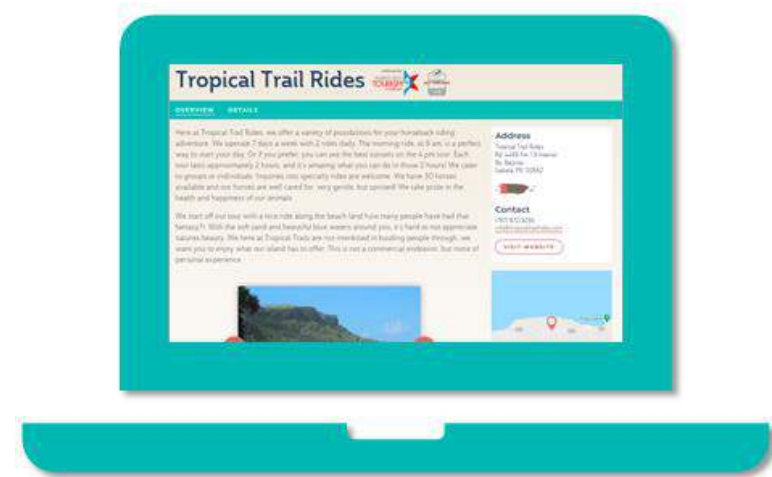 Tropical Trail Rides
TOURISM
OVERVIEW DETAILS
Here at Tropical Trail Rides, we offer a variety of possibilities for your horseback riding
adventure. We operate 7 days a week with 2 rides daily. The morning ride, at 9 am, is a perfect
way to start your day. Or if you prefer, you can see the best sunsets on the 4 pm tour. Each
tour lasts approximately 2 hours, and it's amazing what you can do in those 2 hours! We cater
to groups or individuals. Inquiries into specialty rides are welcome. We have 30 horses
available and our horses are well cared for, very gentle, but spirited! We take pride in the
health and happiness of our animals.
We start off our tour with a nice ride along the beach (and how many people have had that
fantasy?). With the soft sand and beautiful blue waters around you, it's hard to not appreciate
natures beauty. We here at Tropical Trails are not interested in bustling people through, we
want you to enjoy what our island has to offer. This is not a commercial endeavor, but more of
personal experience.
Address
Tropical Trail Rides
Isabela, PR, 00662
Contact
VISIT WEBSITE